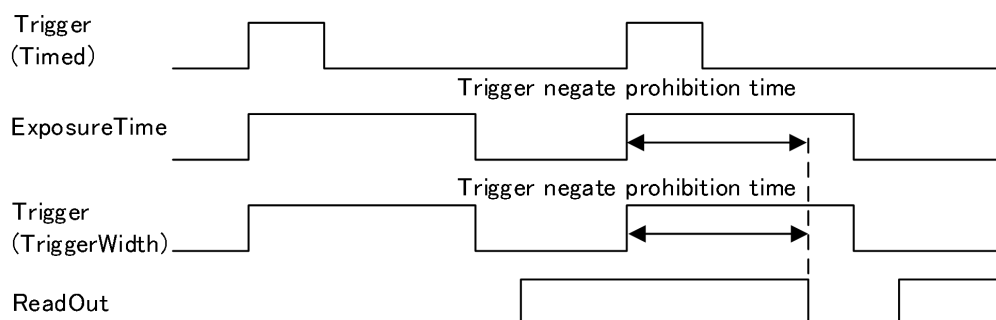 Trigger
(Timed)
Trigger negate prohibition time
ExposureTime
Trigger negate prohibition time
Trigger
(TriggerWidth)
ReadOut